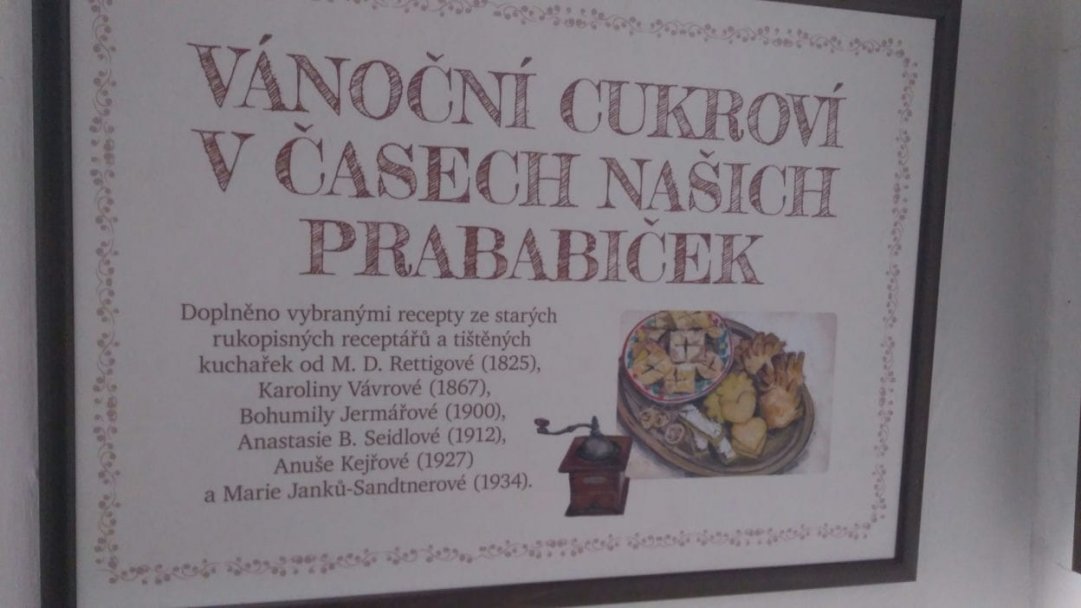 VÁNOČNÍ CUKROVÍ
V ČASECH NAŠICH
PRABABIČEK
Doplněno vybranými recepty ze starých
rukopisných receptářů a tištěných
kuchařek od M. D. Rettigové (1825),
Karoliny Vávrové (1867),
Bohumily Jermářové (1900),
Anastasie B. Seidlové (1912),
Anuše Kejřové (1927)
a Marie Janků-Sandtnerové (1934).